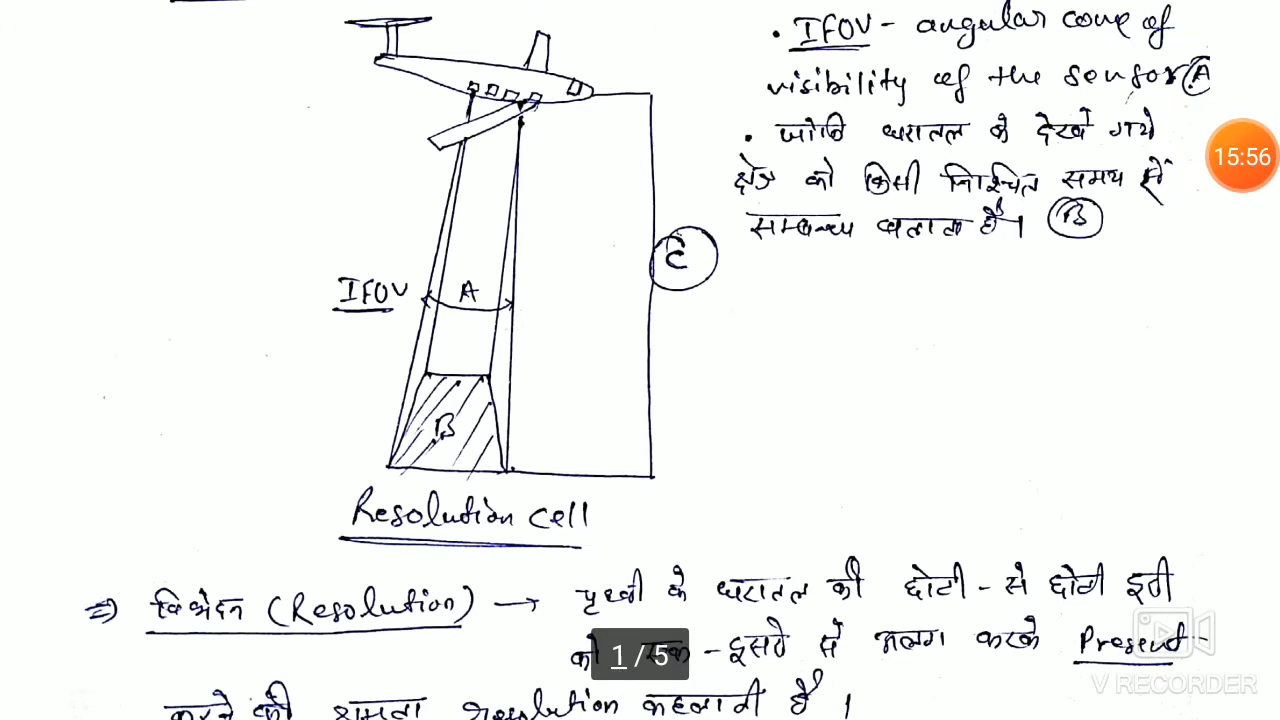 • IFOV - angular cone of
visibility of the sensor (A)
• जोकि धरातल के देखे गये
क्षेत्र को किसी निश्चित समय से
सम्बन्ध बताता है। (B)
15:56
C
IFOV
A
B
Resolution cell
=) विभेदन (Resolution) → पृथ्वी के धरातल की छोटी-से छोटी दूरी
को एक-दूसरे से अलग करके Present-
1 / 5
करने की क्षमता resolution कहलाती है।
V RECORDER